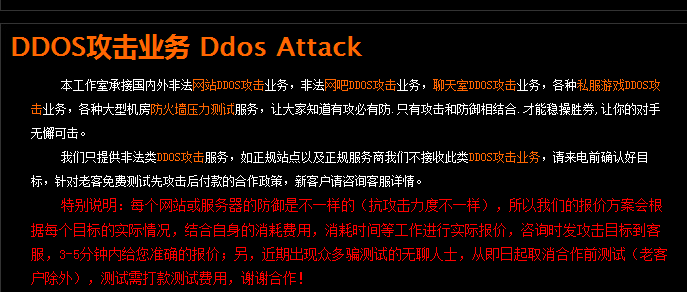 DDOS攻击业务 Ddos Attack
本工作室承接国内外非法网站DDOS攻击业务，非法网吧DDOS攻击业务，聊天室DDOS攻击业务，各种私服游戏DDOS攻
击业务，各种大型机房防火墙压力测试服务，让大家知道有攻必有防.只有攻击和防御相结合.才能稳操胜券,让你的对手
无懈可击。
我们只提供非法类DDOS攻击服务，如正规站点以及正规服务商我们不接收此类DDOS攻击业务，请来电前确认好目
标，针对老客免费测试先攻击后付款的合作政策，新客户请咨询客服详情。
特别说明：每个网站或服务器的防御是不一样的（抗攻击力度不一样），所以我们的报价方案会根
据每个目标的实际情况，结合自身的消耗费用，消耗时间等工作进行实际报价，咨询时发攻击目标到客
服，3-5分钟内给您准确的报价；另，近期出现众多骗测试的无聊人士，从即日起取消合作前测试（老客
户除外），测试需打款测试费用，谢谢合作！